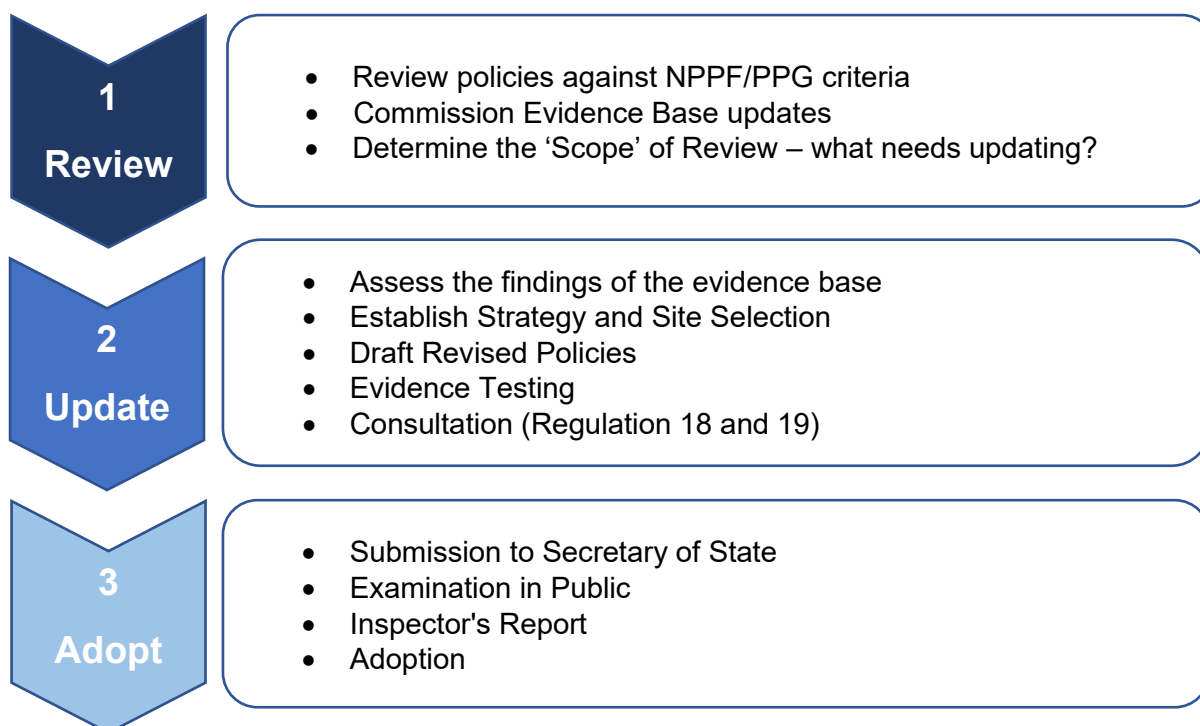 1
Review
• Review policies against NPPF/PPG criteria
• Commission Evidence Base updates
• Determine the ‘Scope’ of Review – what needs updating?
2
Update
• Assess the findings of the evidence base
• Establish Strategy and Site Selection
• Draft Revised Policies
• Evidence Testing
• Consultation (Regulation 18 and 19)
3
Adopt
• Submission to Secretary of State
• Examination in Public
• Inspector's Report
• Adoption